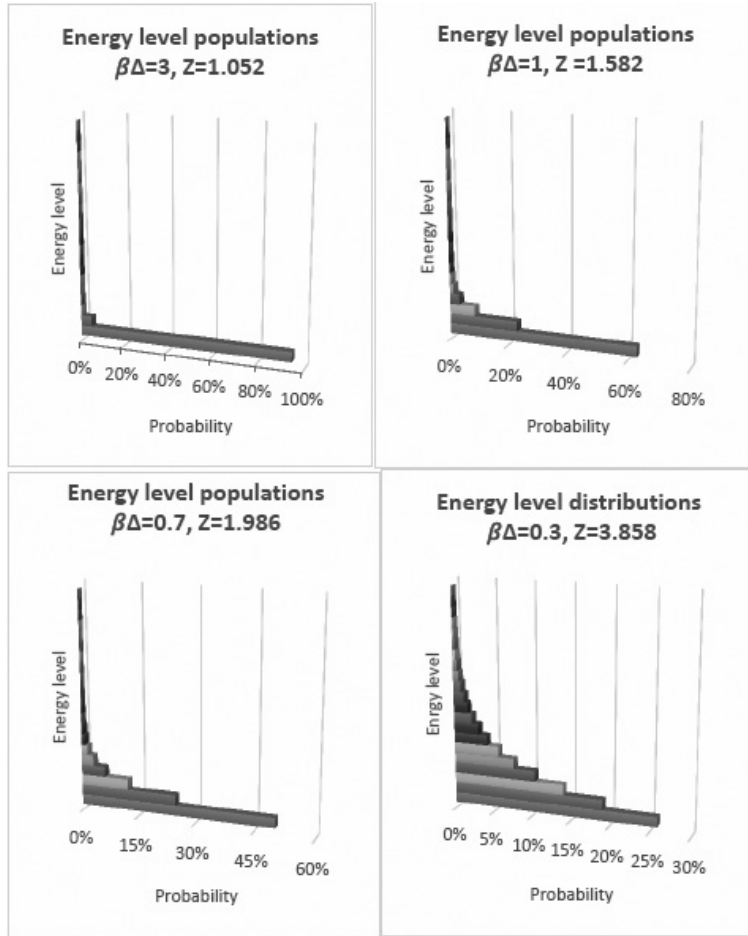 Energy level populations
βΔ=3, Z=1.052
Energy level
0% 20% 40% 60% 80% 100%
Probability
Energy level populations
βΔ=1, Z =1.582
Energy level
0% 20% 40% 60% 80%
Probability
Energy level populations
βΔ=0.7, Z=1.986
Energy level
0% 15% 30% 45% 60%
Probability
Energy level distributions
βΔ=0.3, Z=3.858
Enrgy level
0% 5% 10% 15% 20% 25% 30%
Probability